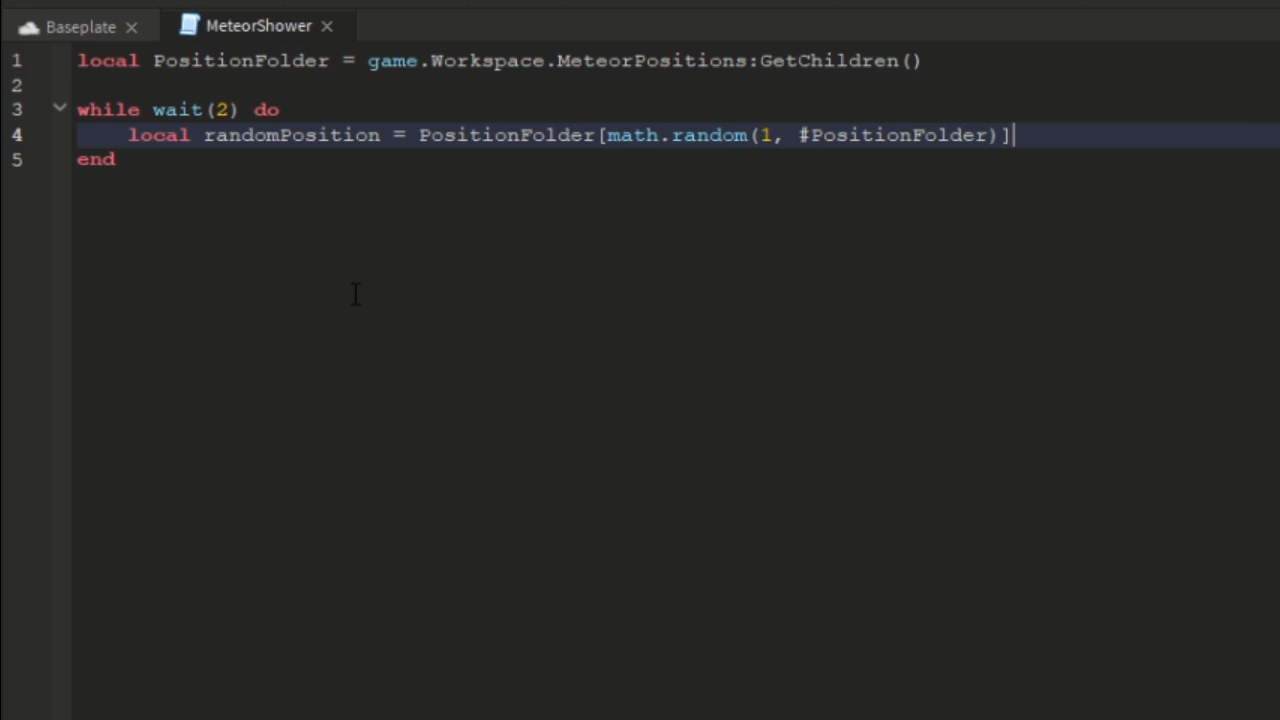 Baseplate MeteorShower
1 local PositionFolder = game.Workspace.MeteorPositions:GetChildren()
2
3 while wait(2) do
4 local randomPosition = PositionFolder[math.random(1, #PositionFolder)]
5 end